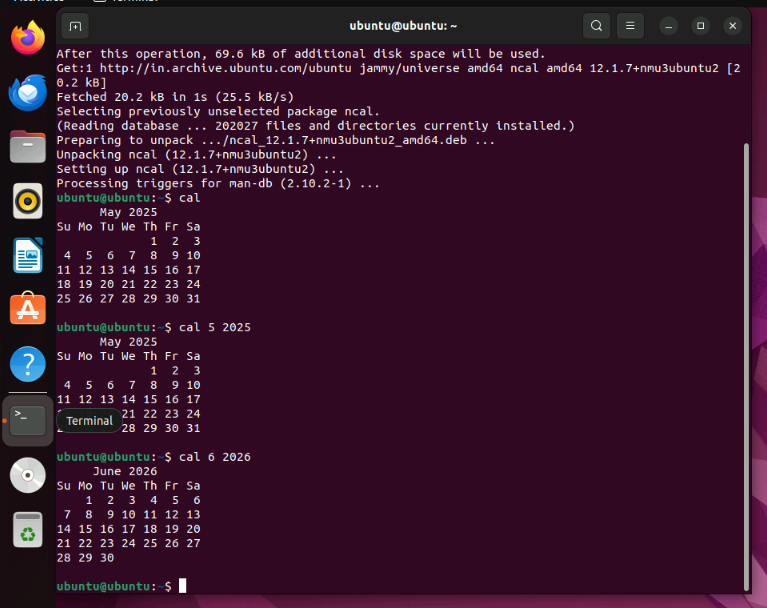 ubuntu@ubuntu: ~
After this operation, 69.6 kB of additional disk space will be used.
Get:1 http://in.archive.ubuntu.com/ubuntu jammy/universe amd64 ncal amd64 12.1.7+nmu3ubuntu2 [2
0.2 kB]
Fetched 20.2 kB in 1s (25.5 kB/s)
Selecting previously unselected package ncal.
(Reading database ... 202027 files and directories currently installed.)
Preparing to unpack .../ncal_12.1.7+nmu3ubuntu2_amd64.deb ...
Unpacking ncal (12.1.7+nmu3ubuntu2) ...
Setting up ncal (12.1.7+nmu3ubuntu2) ...
Processing triggers for man-db (2.10.2-1) ...
ubuntu@ubuntu:~$ cal
      May 2025
Su Mo Tu We Th Fr Sa
             1  2  3
 4  5  6  7  8  9 10
11 12 13 14 15 16 17
18 19 20 21 22 23 24
25 26 27 28 29 30 31
ubuntu@ubuntu:~$ cal 5 2025
      May 2025
Su Mo Tu We Th Fr Sa
             1  2  3
 4  5  6  7  8  9 10
11 12 13 14 15 16 17
Terminal
21 22 23 24
28 29 30 31
ubuntu@ubuntu:~$ cal 6 2026
     June 2026
Su Mo Tu We Th Fr Sa
    1  2  3  4  5  6
 7  8  9 10 11 12 13
14 15 16 17 18 19 20
21 22 23 24 25 26 27
28 29 30
ubuntu@ubuntu:~$